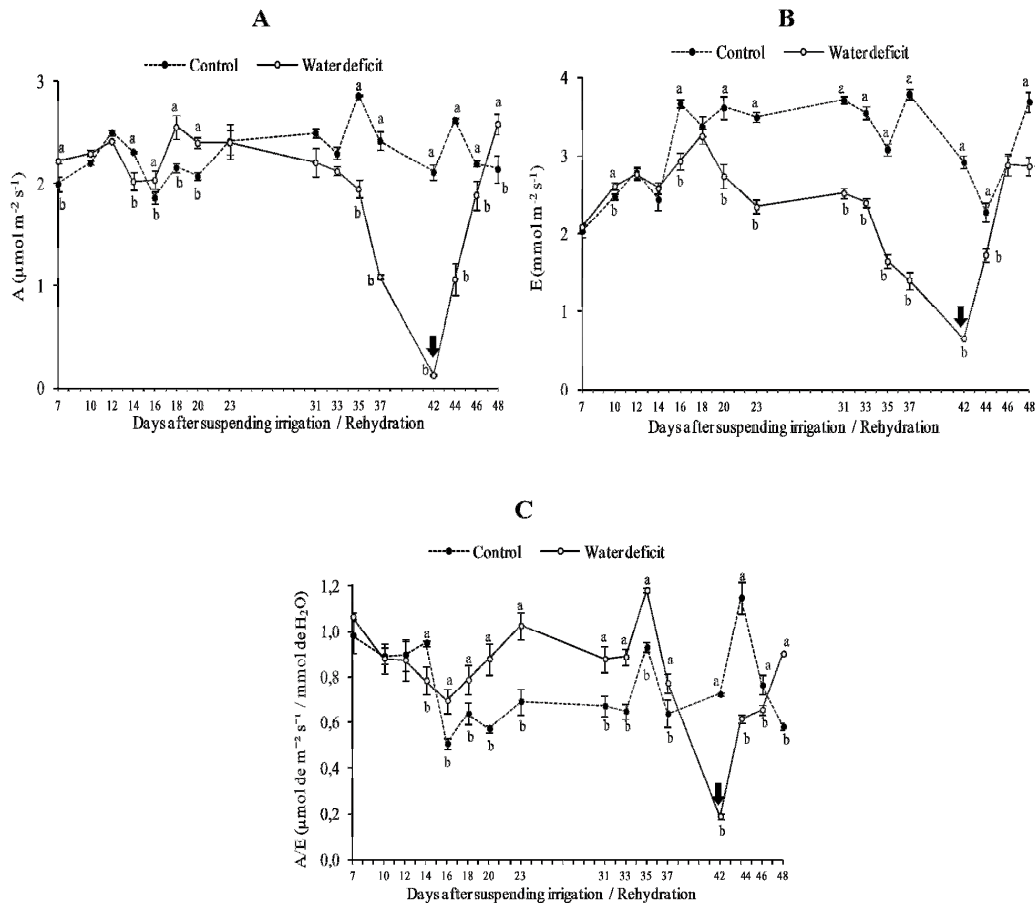 A
Control Water deficit
a a a a a a a a a a a a
3
2
1
0
A (µmol m⁻² s⁻¹)
b b b b b b b b b b b
7 10 12 14 16 18 20 23 31 33 35 37 42 44 46 48
Days after suspending irrigation / Rehydration
B
Control Water deficit
a a a a a a a a a a a
4
3
2
1
0
E (mmol m⁻² s⁻¹)
b b b b b b b b b b
7 10 12 14 16 18 20 23 31 33 35 37 42 44 46 48
Days after suspending irrigation / Rehydration
C
Control Water deficit
a a a a a a a a a a a a a
1,2
1,0
0,8
0,6
0,4
0,2
0,0
A/E (µmol de m⁻² s⁻¹ / mmol de H₂O)
b b b b b b b b b b b b b
7 10 12 14 16 18 20 23 31 33 35 37 42 44 46 48
Days after suspending irrigation / Rehydration